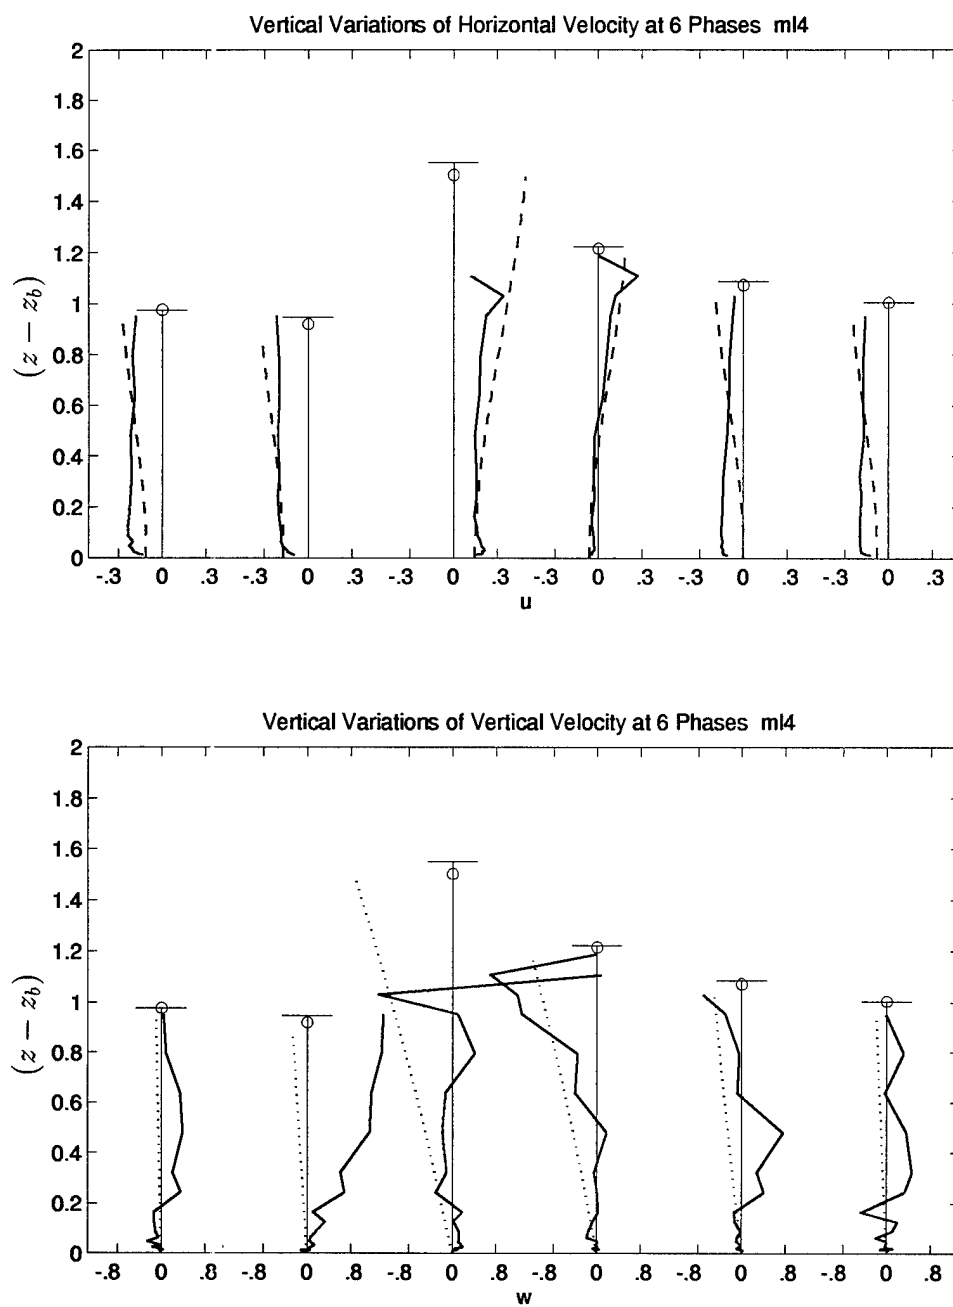 Vertical Variations of Horizontal Velocity at 6 Phases ml4
2
1.8
1.6
1.4
1.2
1
0.8
0.6
0.4
0.2
0
(z − z_b)
-.3 0 .3 -.3 0 .3 -.3 0 .3 -.3 0 .3 -.3 0 .3 -.3 0 .3
u
Vertical Variations of Vertical Velocity at 6 Phases ml4
2
1.8
1.6
1.4
1.2
1
0.8
0.6
0.4
0.2
0
(z − z_b)
-.8 0 .8 -.8 0 .8 -.8 0 .8 -.8 0 .8 -.8 0 .8 -.8 0 .8
w